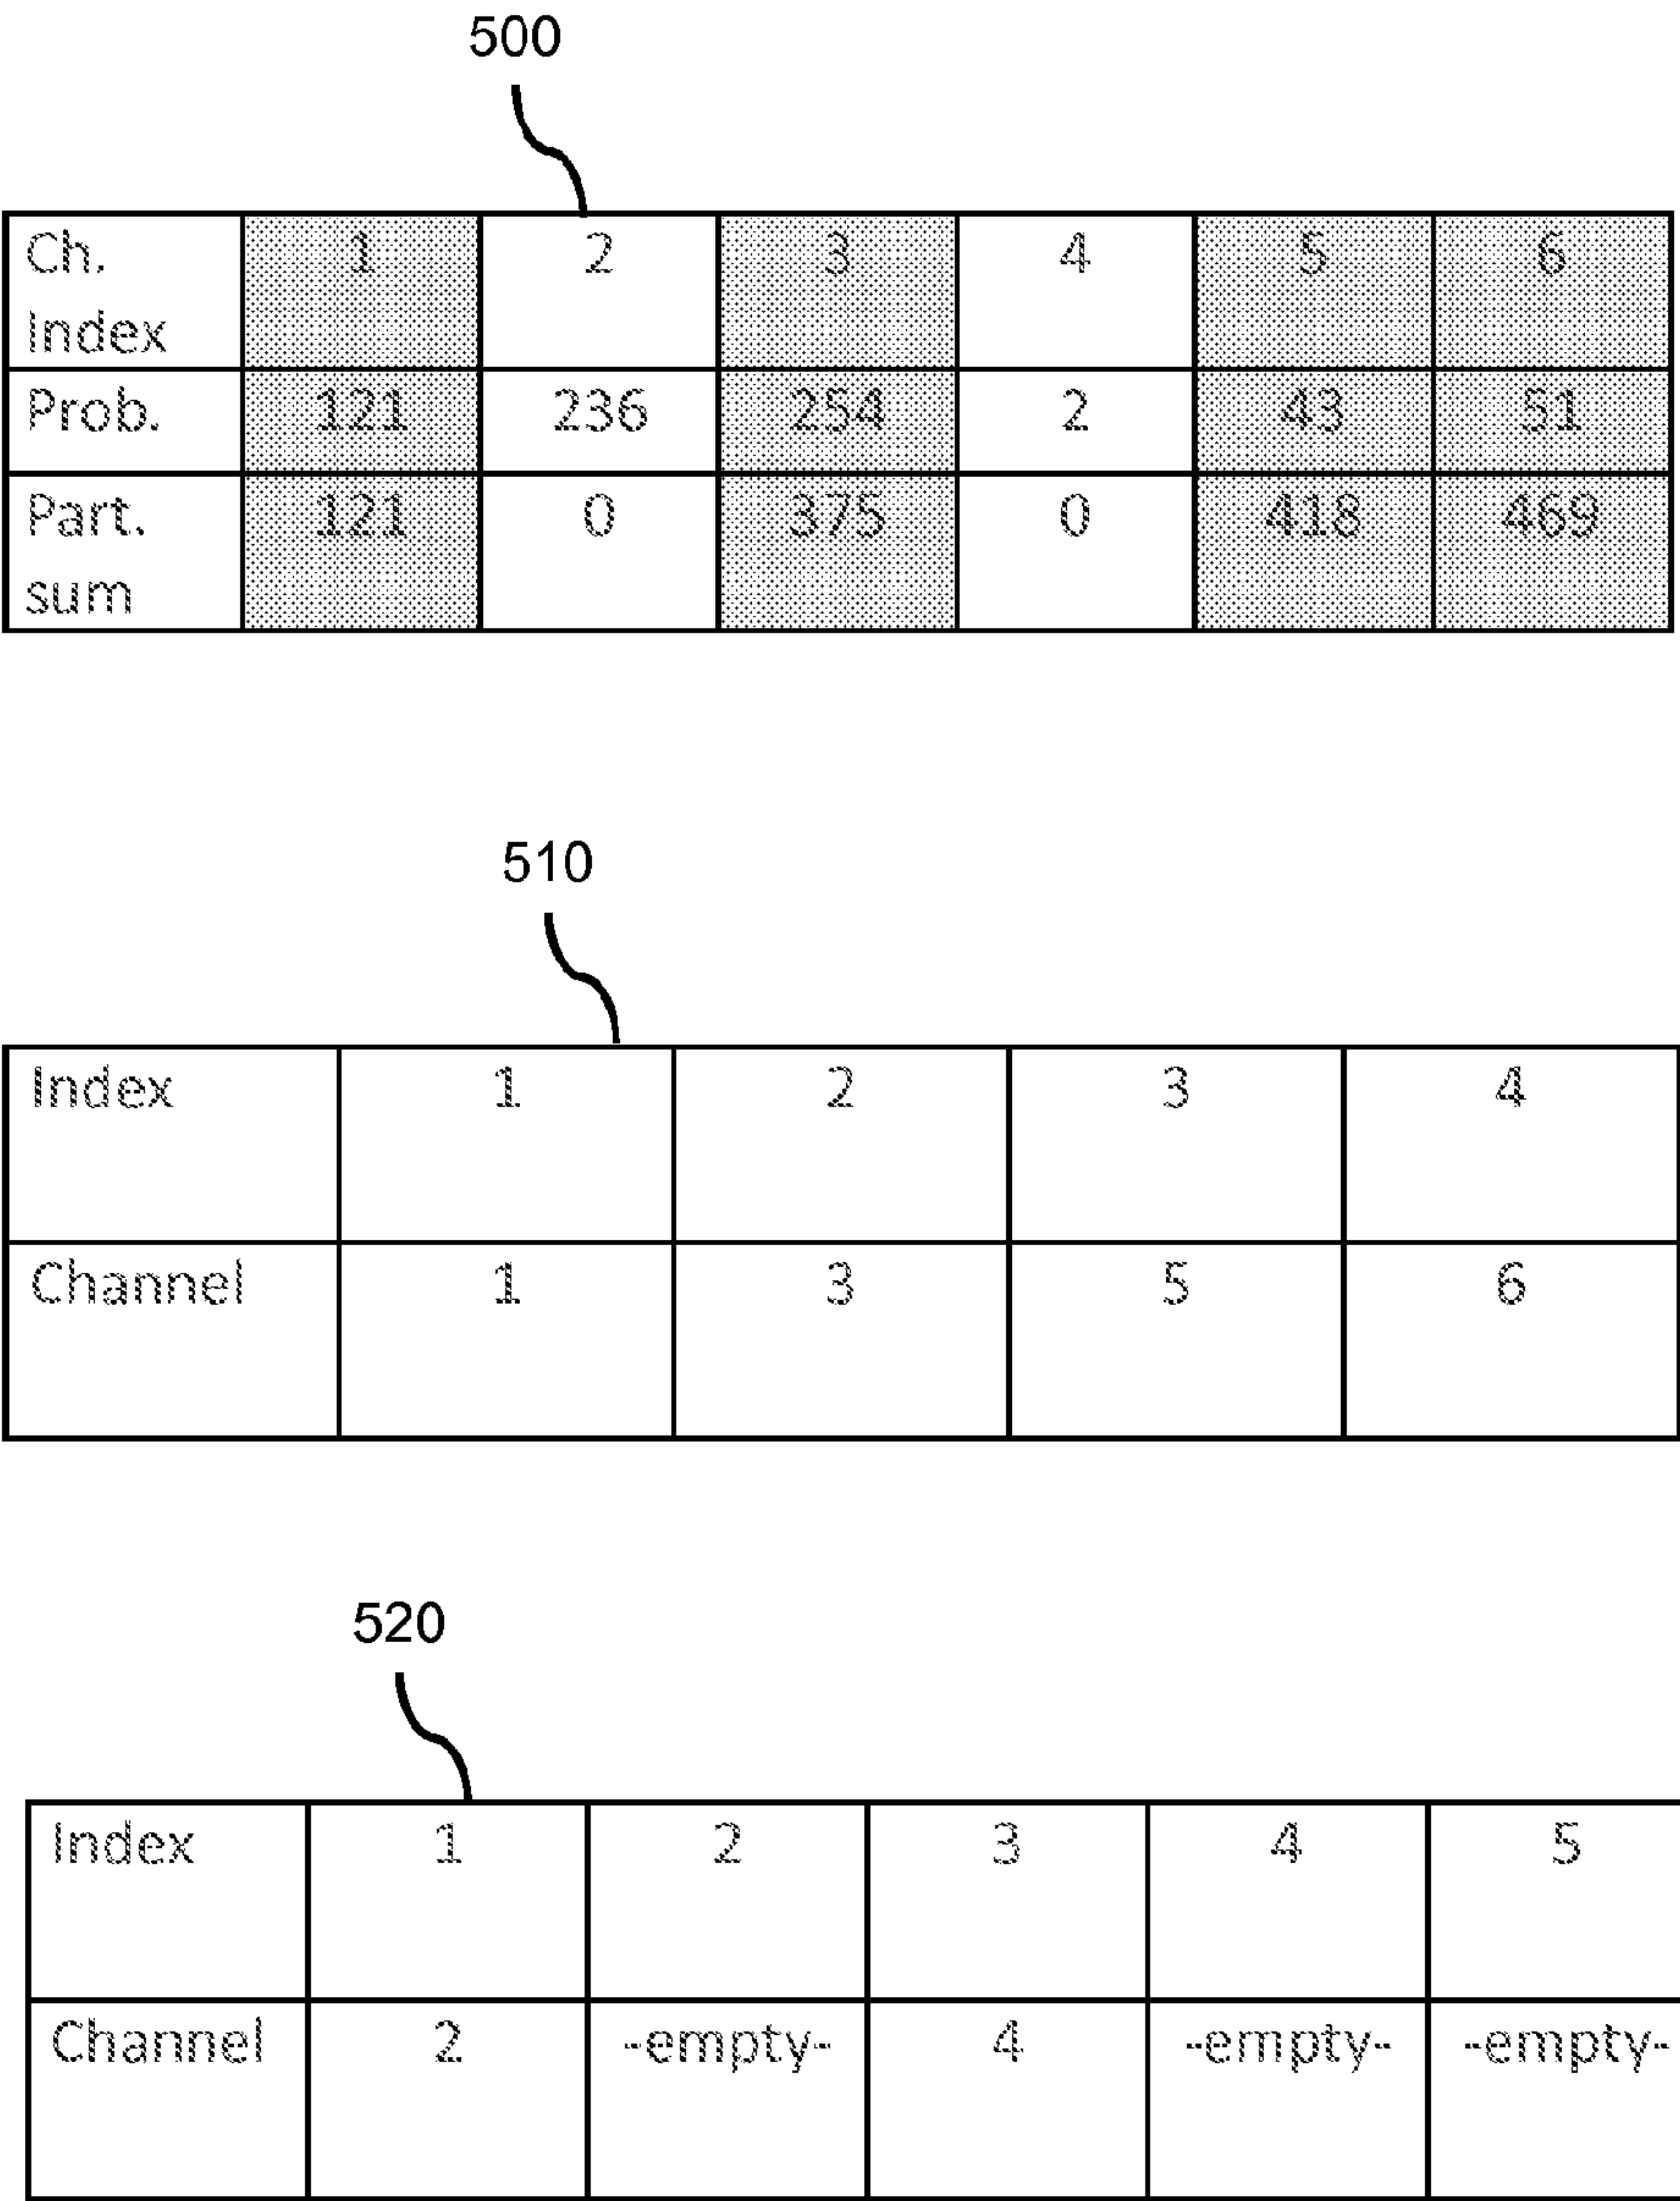 500
Ch. Index 1 2 3 4 5 6
Prob. 121 236 254 2 43 51
Part. sum 121 0 375 0 418 469
510
Index 1 2 3 4
Channel 1 3 5 6
520
Index 1 2 3 4 5
Channel 2 -empty- 4 -empty- -empty-